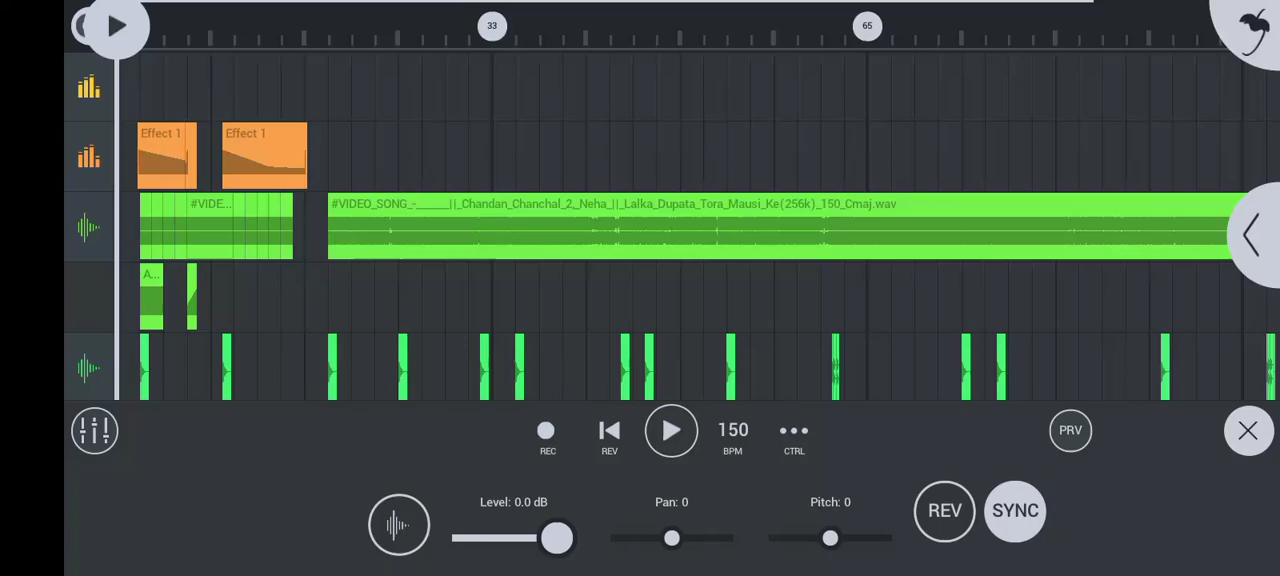 33
65
Effect 1
Effect 1
#VIDE...
#VIDEO_SONG_-_____||_Chandan_Chanchal_2_Neha_||_Lalka_Dupata_Tora_Mausi_Ke(256k)_150_Cmaj.wav
A...
150
PRV
REC
REV
BPM
CTRL
Level: 0.0 dB
Pan: 0
Pitch: 0
REV
SYNC